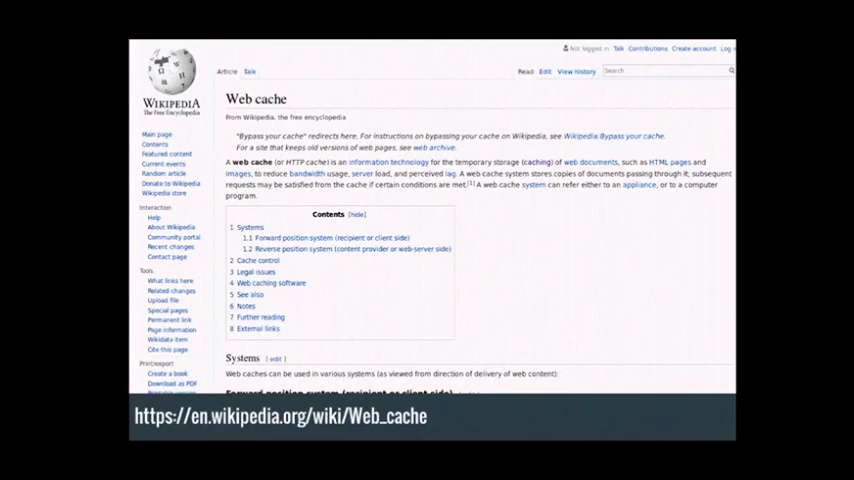 Not logged in Talk Contributions Create account Log
WIKIPEDIA
The Free Encyclopedia
Article Talk
Read Edit View history Search
Main page
Contents
Featured content
Current events
Random article
Donate to Wikipedia
Wikipedia store
Interaction
Help
About Wikipedia
Community portal
Recent changes
Contact page
Tools
What links here
Related changes
Upload file
Special pages
Permanent link
Page information
Wikidata item
Cite this page
Print/export
Create a book
Download as PDF
Web cache
From Wikipedia, the free encyclopedia
"Bypass your cache" redirects here. For instructions on bypassing your cache on Wikipedia, see Wikipedia:Bypass your cache.
For a site that keeps old versions of web pages, see web archive.
A web cache (or HTTP cache) is an information technology for the temporary storage (caching) of web documents, such as HTML pages and
images, to reduce bandwidth usage, server load, and perceived lag. A web cache system stores copies of documents passing through it; subsequent
requests may be satisfied from the cache if certain conditions are met.[1] A web cache system can refer either to an appliance, or to a computer
program.
Contents [hide]
1 Systems
1.1 Forward position system (recipient or client side)
1.2 Reverse position system (content provider or web-server side)
2 Cache control
3 Legal issues
4 Web caching software
5 See also
6 Notes
7 Further reading
8 External links
Systems [ edit ]
Web caches can be used in various systems (as viewed from direction of delivery of web content):
Forward position system (recipient or client side)
https://en.wikipedia.org/wiki/Web_cache